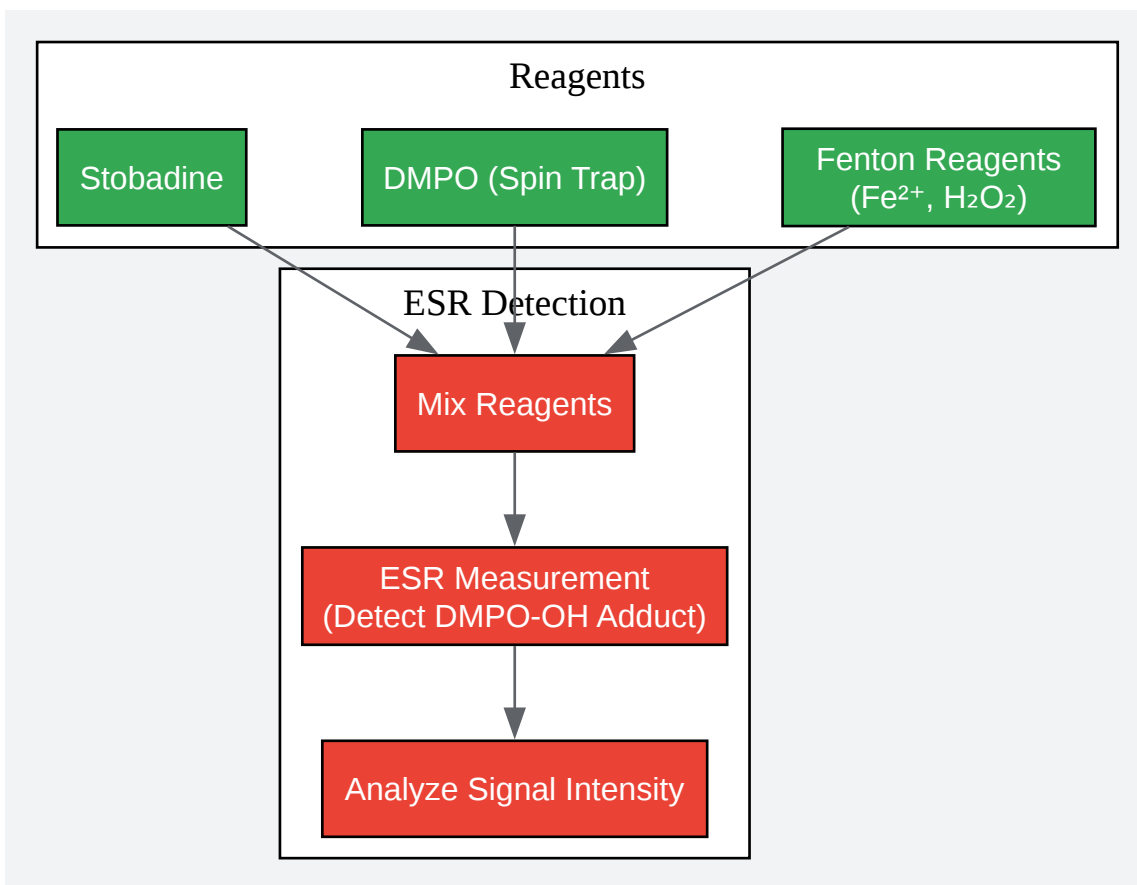 Reagents
Stobadine
DMPO (Spin Trap)
Fenton Reagents
(Fe²⁺, H₂O₂)
ESR Detection
Mix Reagents
ESR Measurement
(Detect DMPO-OH Adduct)
Analyze Signal Intensity